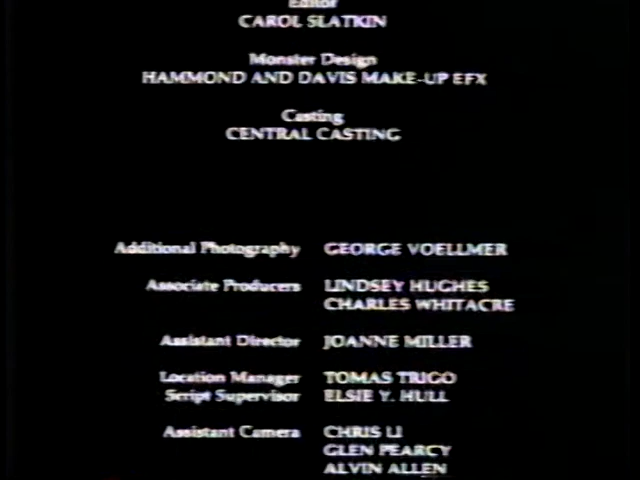 Editor
CAROL SLATKIN
Monster Design
HAMMOND AND DAVIS MAKE-UP EFX
Casting
CENTRAL CASTING
Additional Photography GEORGE VOELLMER
Associate Producers LINDSEY HUGHES
CHARLES WHITACRE
Assistant Director JOANNE MILLER
Location Manager TOMAS TRIGO
Script Supervisor ELSIE Y. HULL
Assistant Camera CHRIS LI
GLEN PEARCY
ALVIN ALLEN